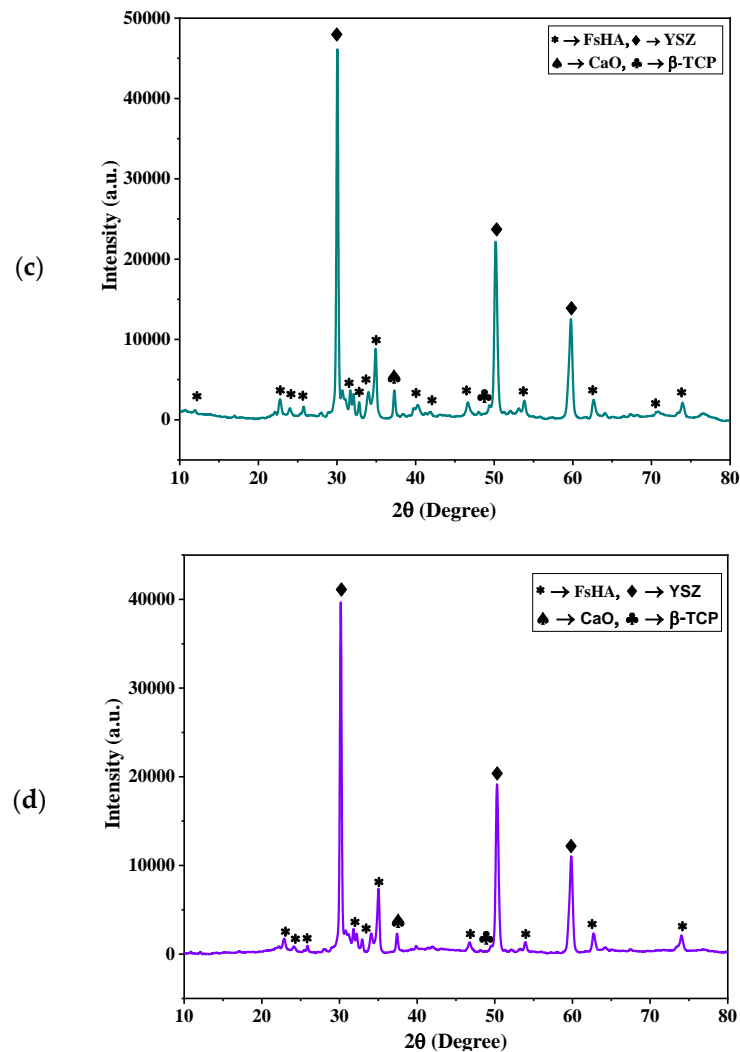 (c)
50000
40000
30000
20000
10000
0
Intensity (a.u.)
✱ → FsHA, ♦ → YSZ
♠ → CaO, ♣ → β-TCP
10 20 30 40 50 60 70 80
2θ (Degree)
(d)
40000
30000
20000
10000
0
Intensity (a.u.)
✱ → FsHA, ♦ → YSZ
♠ → CaO, ♣ → β-TCP
10 20 30 40 50 60 70 80
2θ (Degree)